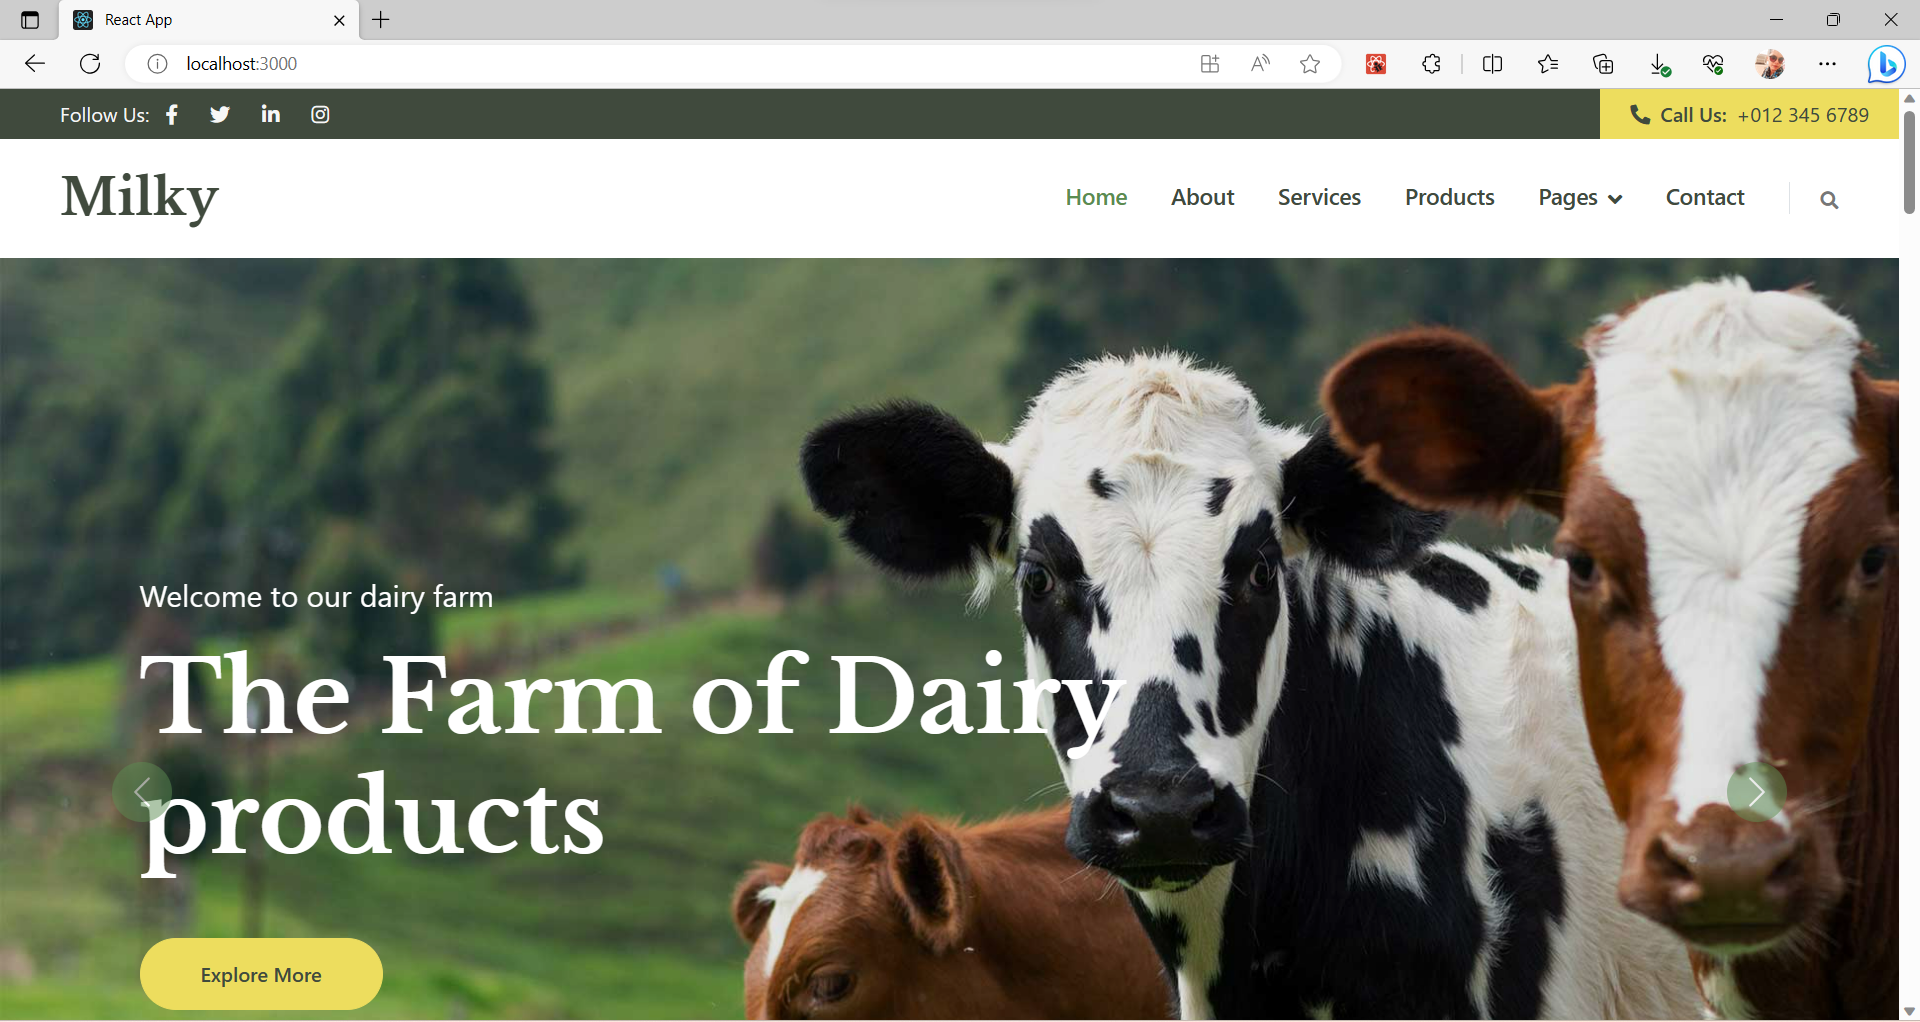 React App
localhost:3000
Follow Us:
Call Us: +012 345 6789
Milky
Home About Services Products Pages Contact
Welcome to our dairy farm
The Farm of Dairy
products
Explore More